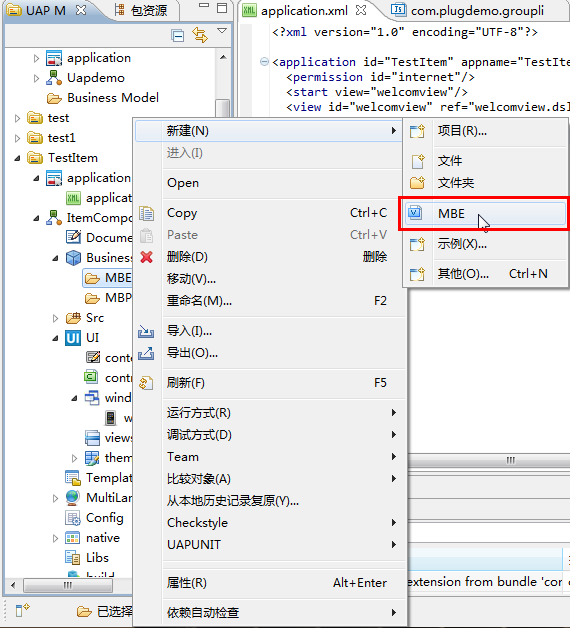 UAP M
包资源
application
Uapdemo
Business Model
test
test1
TestItem
application
applicat
ItemCompo
Docume
Business
MBE
MBP
Src
UI
conte
contr
wind
w
views
them
Templat
MultiLan
Config
native
Libs
build
已选择
application.xml
com.plugdemo.groupli
<?xml version="1.0" encoding="UTF-8"?>
<application id="TestItem" appname="TestIte
<permission id="internet"/>
<start view="welcomview"/>
<view id="welcomview" ref="welcomview.dsl
新建(N)
进入(I)
Open
Copy Ctrl+C
Paste Ctrl+V
删除(D) 删除
移动(V)...
重命名(M)... F2
导入(I)...
导出(O)...
刷新(F) F5
运行方式(R)
调试方式(D)
Team
比较对象(A)
从本地历史记录复原(Y)...
Checkstyle
UAPUNIT
属性(R) Alt+Enter
依赖自动检查
项目(R)...
文件
文件夹
MBE
示例(X)...
其他(O)... Ctrl+N
extension from bundle 'cor